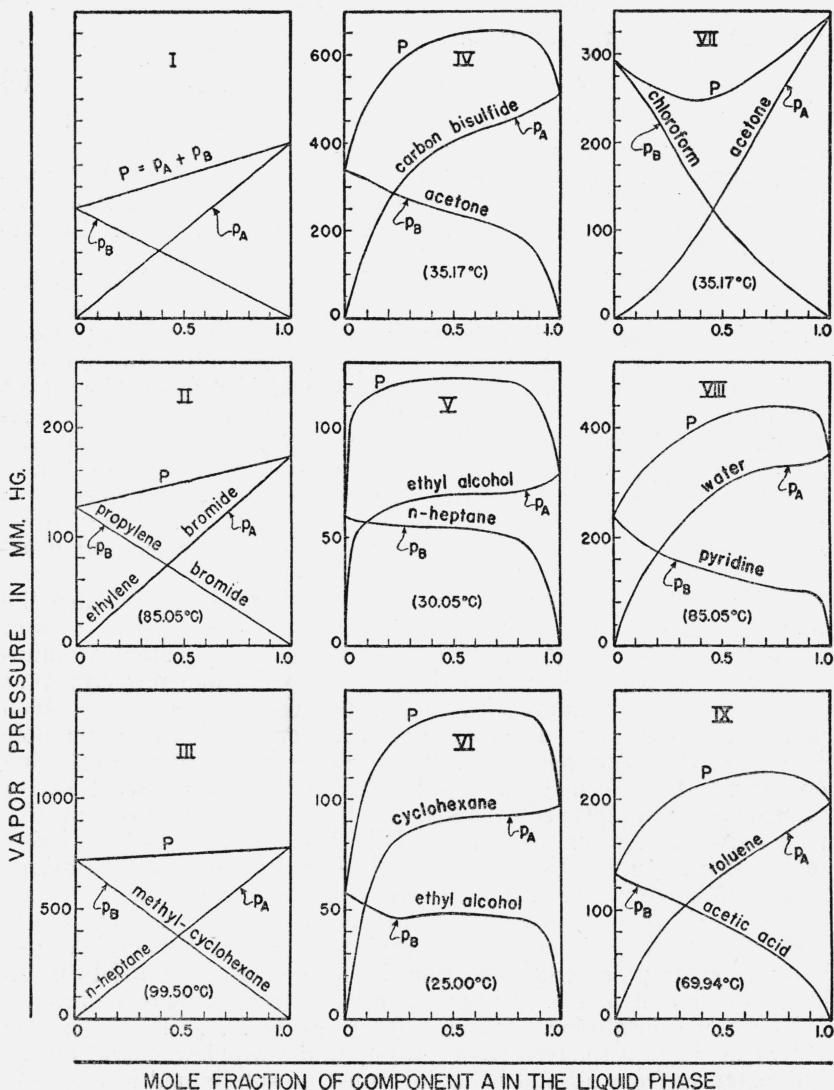 VAPOR PRESSURE IN MM. HG.
I
P = pA + pB
pB
pA
0
0.5
1.0
600
400
200
0
P
IV
carbon bisulfide
pA
acetone
pB
(35.17°C)
0
0.5
1.0
300
250
125
0
VII
P
chloroform
pB
acetone
pA
(35.17°C)
0
0.5
1.0
200
100
0
II
P
propylene bromide
pB
ethylene bromide
pA
(85.05°C)
0
0.5
1.0
100
50
0
P
V
ethyl alcohol
pA
n-heptane
pB
(30.05°C)
0
0.5
1.0
400
200
0
VIII
P
water
pA
pyridine
pB
(85.05°C)
0
0.5
1.0
1000
500
0
III
P
methyl-cyclohexane
pB
pA
n-heptane
(99.50°C)
0
0.5
1.0
100
50
0
P
VI
cyclohexane
pA
ethyl alcohol
pB
(25.00°C)
0
0.5
1.0
200
100
0
IX
P
toluene
pA
pB
acetic acid
(69.94°C)
0
0.5
1.0
MOLE FRACTION OF COMPONENT A IN THE LIQUID PHASE